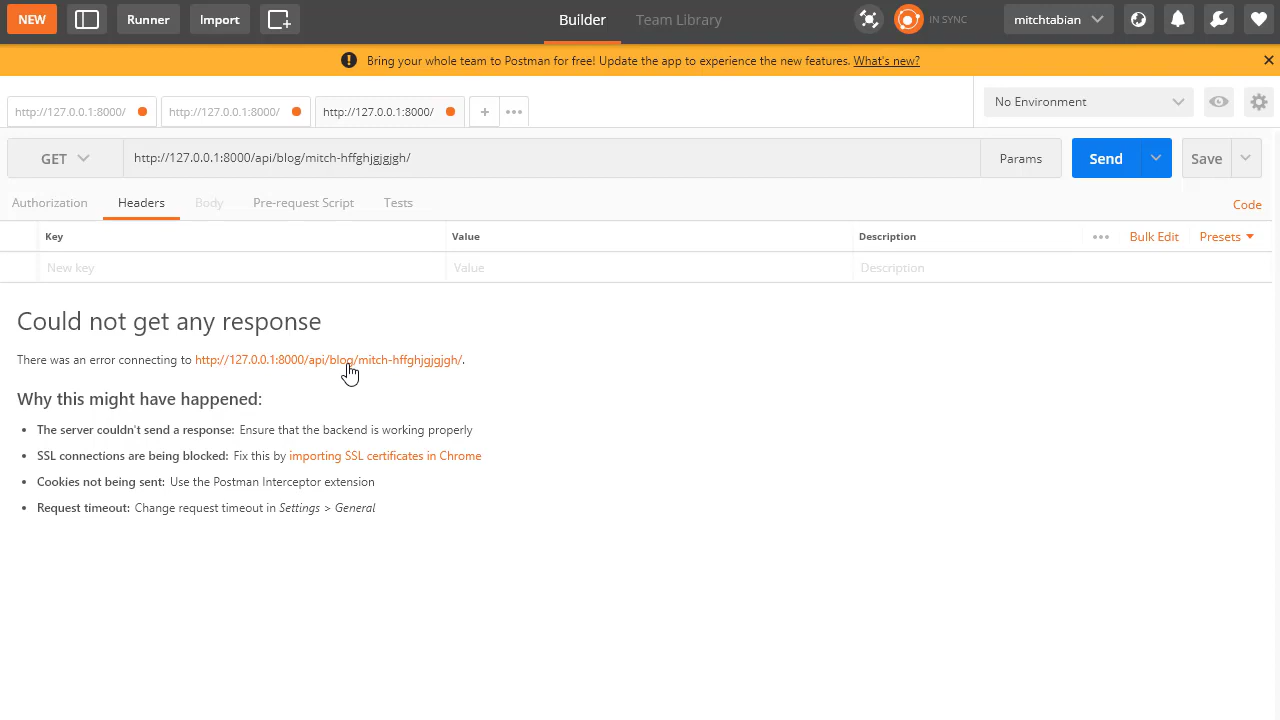 NEW Runner Import Builder Team Library IN SYNC mitchtabian
Bring your whole team to Postman for free! Update the app to experience the new features. What's new?
http://127.0.0.1:8000/ http://127.0.0.1:8000/ http://127.0.0.1:8000/ No Environment
GET http://127.0.0.1:8000/api/blog/mitch-hffghjgjgjgh/ Params Send Save
Authorization Headers Body Pre-request Script Tests Code
Key Value Description Bulk Edit Presets
New key Value Description
Could not get any response
There was an error connecting to http://127.0.0.1:8000/api/blog/mitch-hffghjgjgjgh/.
Why this might have happened:
• The server couldn't send a response: Ensure that the backend is working properly
• SSL connections are being blocked: Fix this by importing SSL certificates in Chrome
• Cookies not being sent: Use the Postman Interceptor extension
• Request timeout: Change request timeout in Settings > General